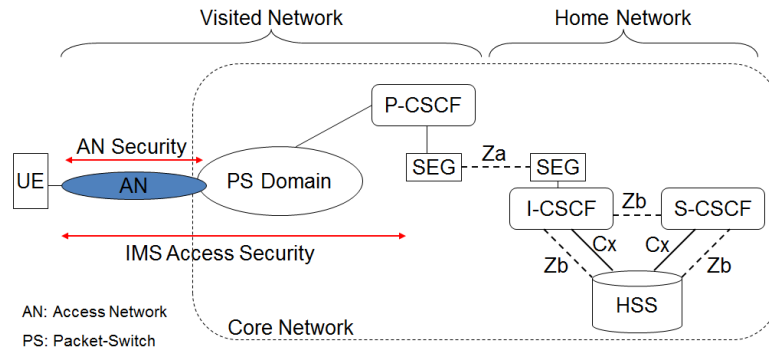 Visited Network
Home Network
P-CSCF
AN Security
SEG
Za
SEG
UE
AN
PS Domain
I-CSCF
Zb
S-CSCF
IMS Access Security
Cx
Cx
Zb
Zb
HSS
AN: Access Network
PS: Packet-Switch
Core Network